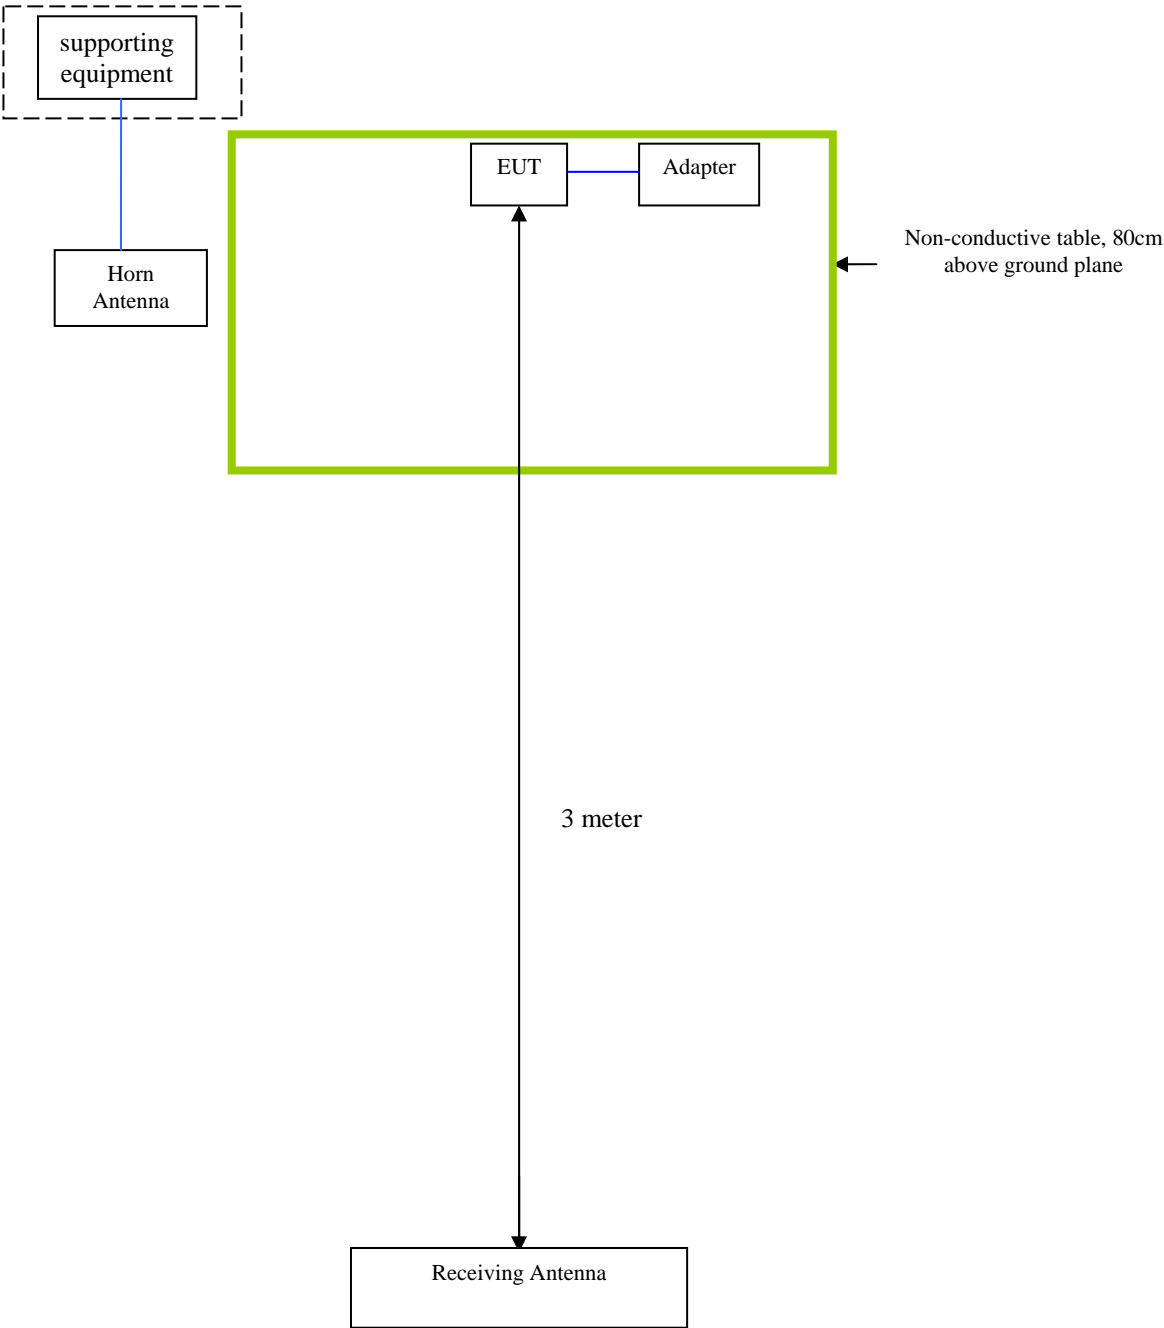 supporting
equipment
EUT
Adapter
Non-conductive table, 80cm
above ground plane
Horn
Antenna
3 meter
Receiving Antenna